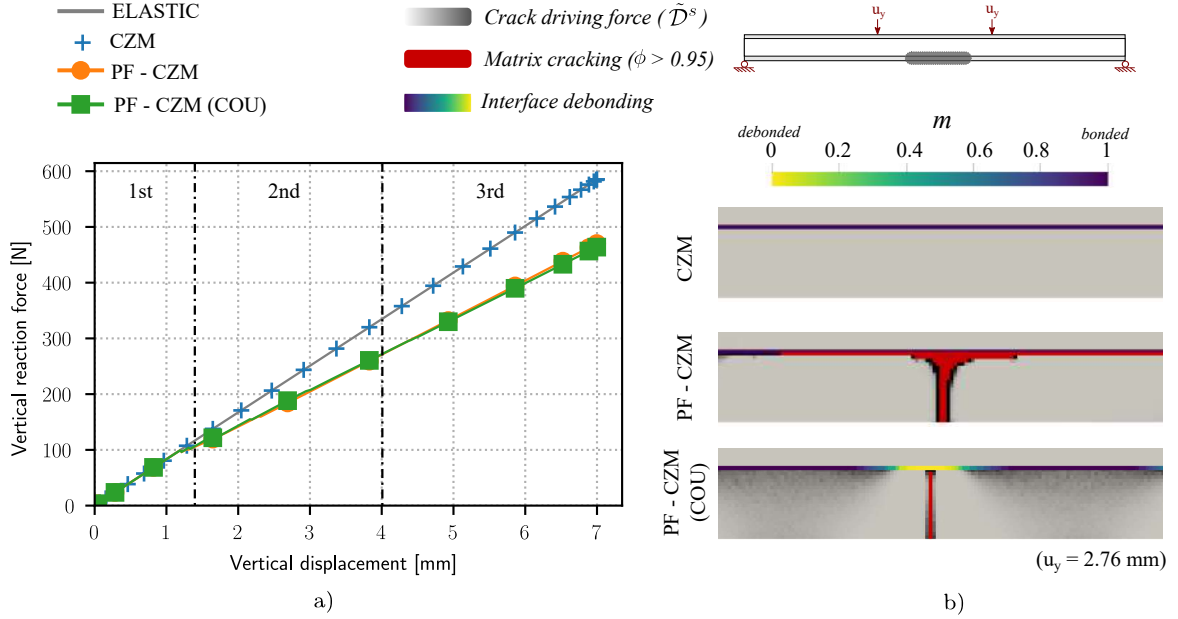 ELASTIC
CZM
PF - CZM
PF - CZM (COU)
Crack driving force ( D̃ˢ )
Matrix cracking (ϕ > 0.95)
Interface debonding
u_y u_y
600
500
400
300
200
100
0
Vertical reaction force [N]
1st 2nd 3rd
0 1 2 3 4 5 6 7
Vertical displacement [mm]
a)
m
debonded bonded
0 0.2 0.4 0.6 0.8 1
CZM
PF - CZM
PF - CZM
(COU)
(u_y = 2.76 mm)
b)